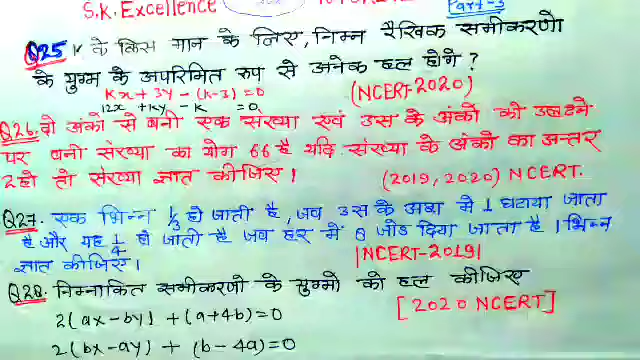 S.K. Excellence
Part-3
Q25 K के किस मान के लिए, निम्न रैखिक समीकरणो
के युग्म के अपरिमित रुप से अनेक हल होगे ?
Kx + 3y - (K-3) = 0
12x + Ky - K = 0
(NCERT-2020)
Q26. दो अंको से बनी एक संख्या एवं उस के अंको को उलटने
पर बनी संख्या का योग 66 है यदि संख्या के अंको का अन्तर
2 हो तो संख्या ज्ञात कीजिए।
(2019, 2020) NCERT.
Q27. एक भिन्न 1/3 हो जाती है, जब उस के अंश मे 1 घटाया जाता
है और यह 1/4 हो जाती है जब हर में 8 जोड दिया जाता है । भिन्न
ज्ञात कीजिए।
|NCERT-2019|
Q28. निम्नाकित समीकरणो के युग्मो को हल कीजिए
[2020 NCERT]
2(ax-by) + (a+4b)=0
2(bx-ay) + (b-4a)=0